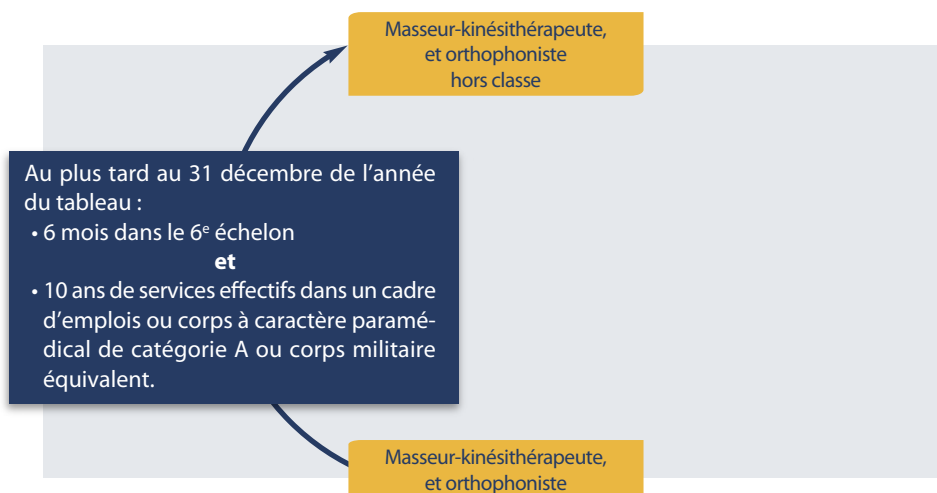 Masseur-kinésithérapeute,
et orthophoniste
hors classe
Au plus tard au 31 décembre de l'année
du tableau :
• 6 mois dans le 6e échelon
et
• 10 ans de services effectifs dans un cadre
d'emplois ou corps à caractère paramé-
dical de catégorie A ou corps militaire
équivalent.
Masseur-kinésithérapeute,
et orthophoniste